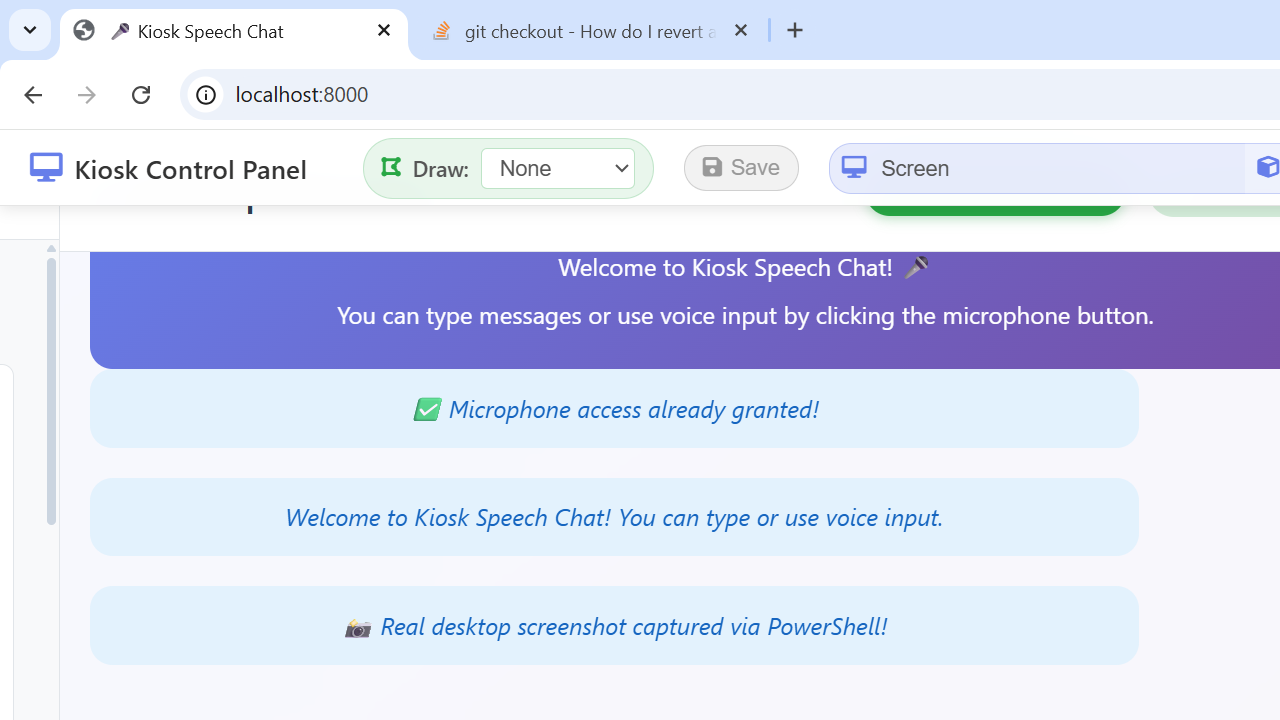 🎤 Kiosk Speech Chat
git checkout - How do I revert a
localhost:8000
Kiosk Control Panel
Draw:
None
Save
Screen
Welcome to Kiosk Speech Chat! 🎤
You can type messages or use voice input by clicking the microphone button.
✅ Microphone access already granted!
Welcome to Kiosk Speech Chat! You can type or use voice input.
📸 Real desktop screenshot captured via PowerShell!